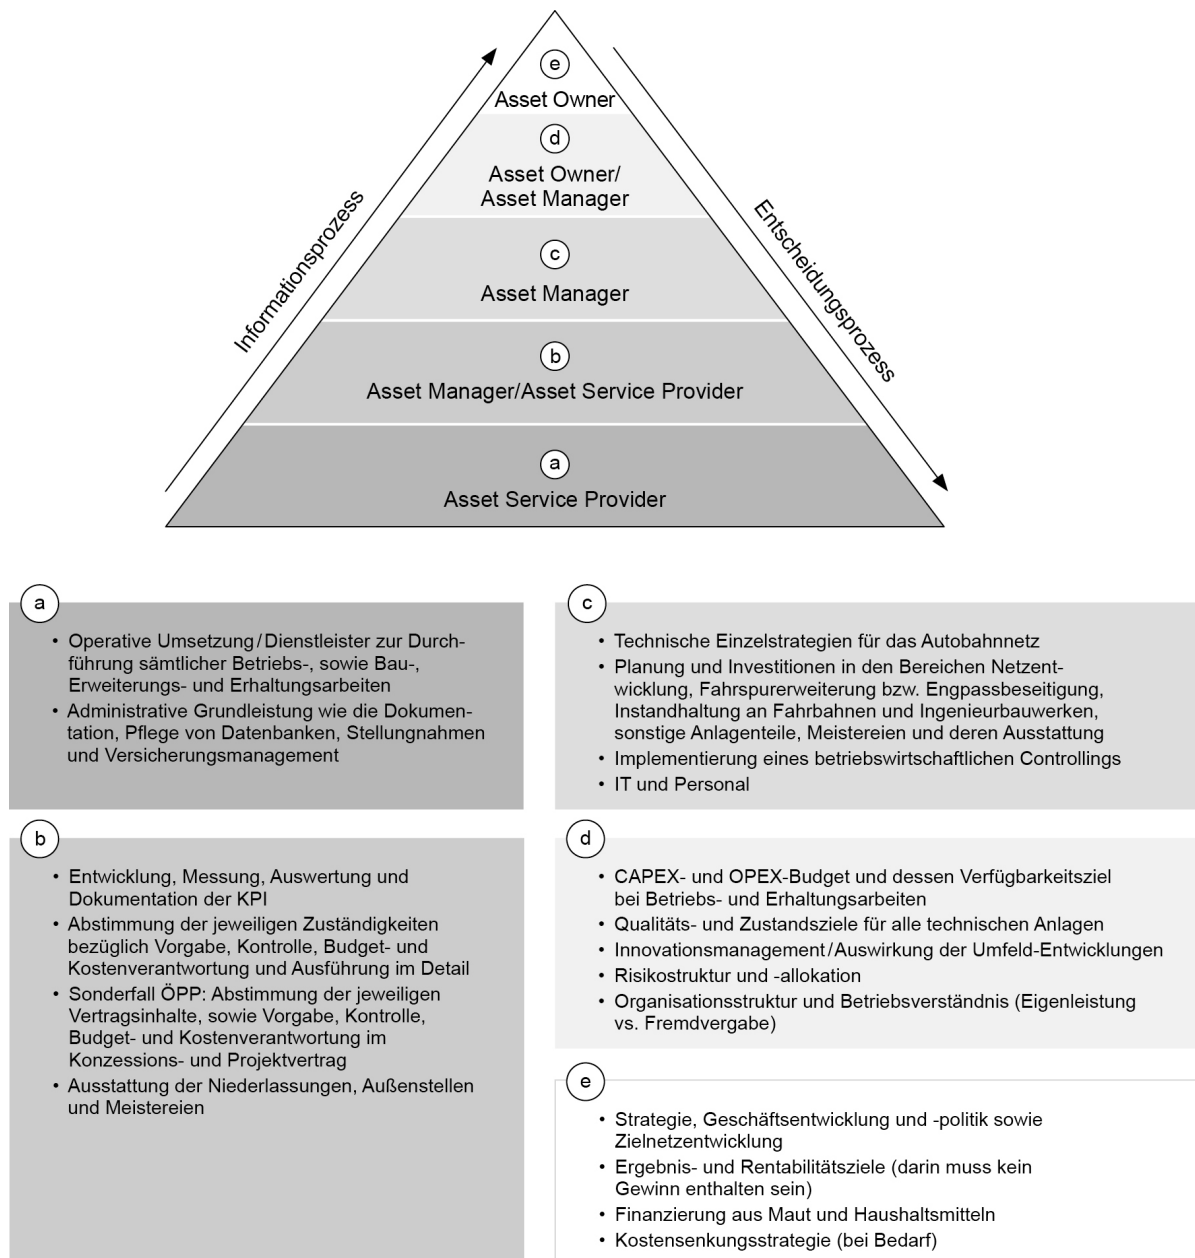 e
Asset Owner
d
Asset Owner/
Asset Manager
c
Asset Manager
b
Asset Manager/Asset Service Provider
a
Asset Service Provider
Informationsprozess
Entscheidungsprozess
a
• Operative Umsetzung/Dienstleister zur Durch-
führung sämtlicher Betriebs-, sowie Bau-,
Erweiterungs- und Erhaltungsarbeiten
• Administrative Grundleistung wie die Dokumen-
tation, Pflege von Datenbanken, Stellungnahmen
und Versicherungsmanagement
b
• Entwicklung, Messung, Auswertung und
Dokumentation der KPI
• Abstimmung der jeweiligen Zuständigkeiten
bezüglich Vorgabe, Kontrolle, Budget- und
Kostenverantwortung und Ausführung im Detail
• Sonderfall ÖPP: Abstimmung der jeweiligen
Vertragsinhalte, sowie Vorgabe, Kontrolle,
Budget- und Kostenverantwortung im
Konzessions- und Projektvertrag
• Ausstattung der Niederlassungen, Außenstellen
und Meistereien
c
• Technische Einzelstrategien für das Autobahnnetz
• Planung und Investitionen in den Bereichen Netzent-
wicklung, Fahrspurerweiterung bzw. Engpassbeseitigung,
Instandhaltung an Fahrbahnen und Ingenieurbauwerken,
sonstige Anlagenteile, Meistereien und deren Ausstattung
• Implementierung eines betriebswirtschaftlichen Controllings
• IT und Personal
d
• CAPEX- und OPEX-Budget und dessen Verfügbarkeitsziel
bei Betriebs- und Erhaltungsarbeiten
• Qualitäts- und Zustandsziele für alle technischen Anlagen
• Innovationsmanagement/Auswirkung der Umfeld-Entwicklungen
• Risikostruktur und -allokation
• Organisationsstruktur und Betriebsverständnis (Eigenleistung
vs. Fremdvergabe)
e
• Strategie, Geschäftsentwicklung und -politik sowie
Zielnetzentwicklung
• Ergebnis- und Rentabilitätsziele (darin muss kein
Gewinn enthalten sein)
• Finanzierung aus Maut und Haushaltsmitteln
• Kostensenkungsstrategie (bei Bedarf)